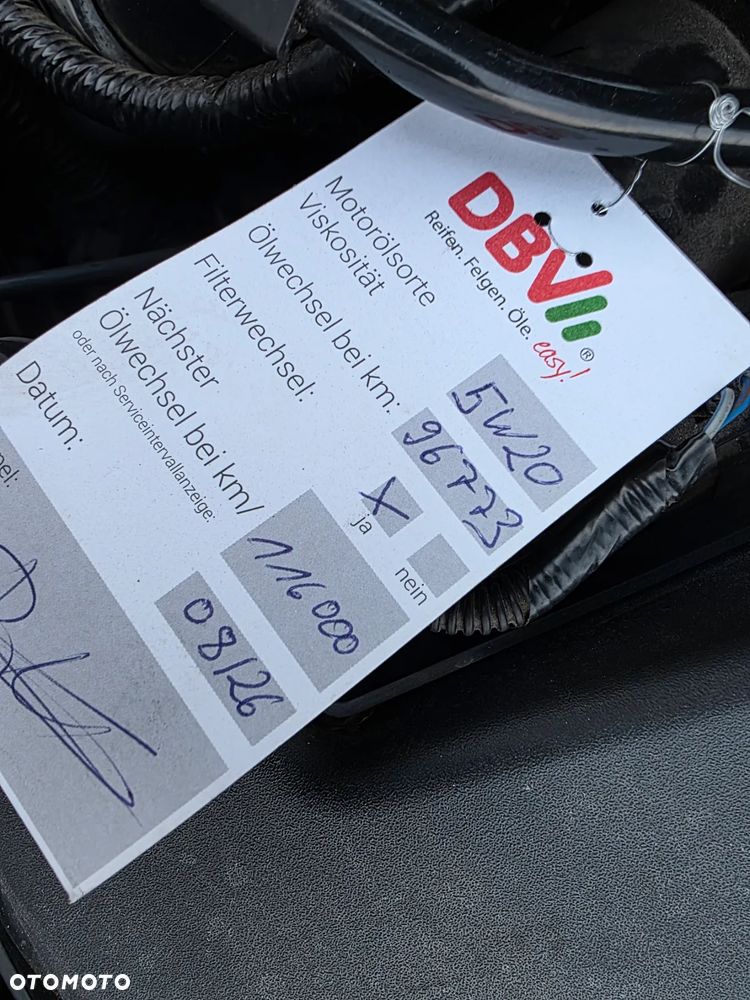 DBV
®
Reifen. Felgen. Öle. easy!
Motorölsorte
Viskosität
5W20
Ölwechsel bei km:
96773
Filterwechsel:
X
ja
nein
Nächster
Ölwechsel bei km/
oder nach Serviceintervallanzeige:
116000
Datum:
08/26
OTOMOTO